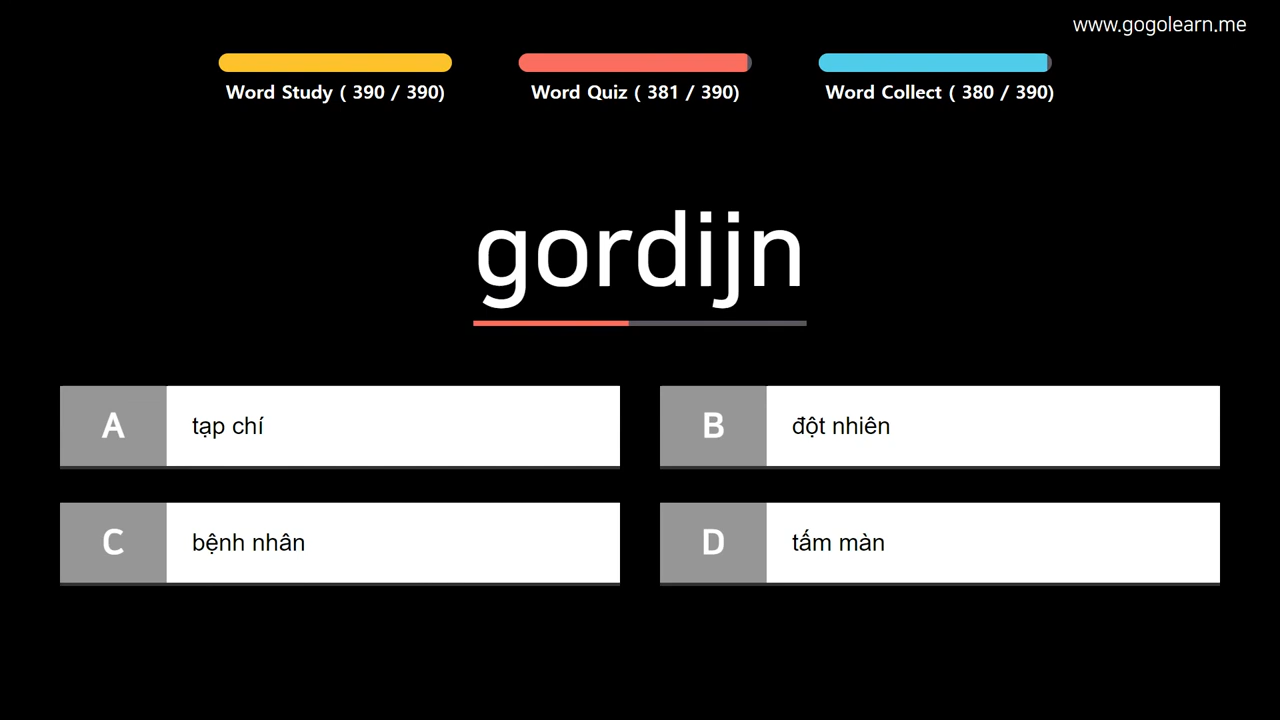 www.gogolearn.me
Word Study ( 390 / 390)
Word Quiz ( 381 / 390)
Word Collect ( 380 / 390)
gordijn
A tạp chí
B đột nhiên
C bệnh nhân
D tấm màn